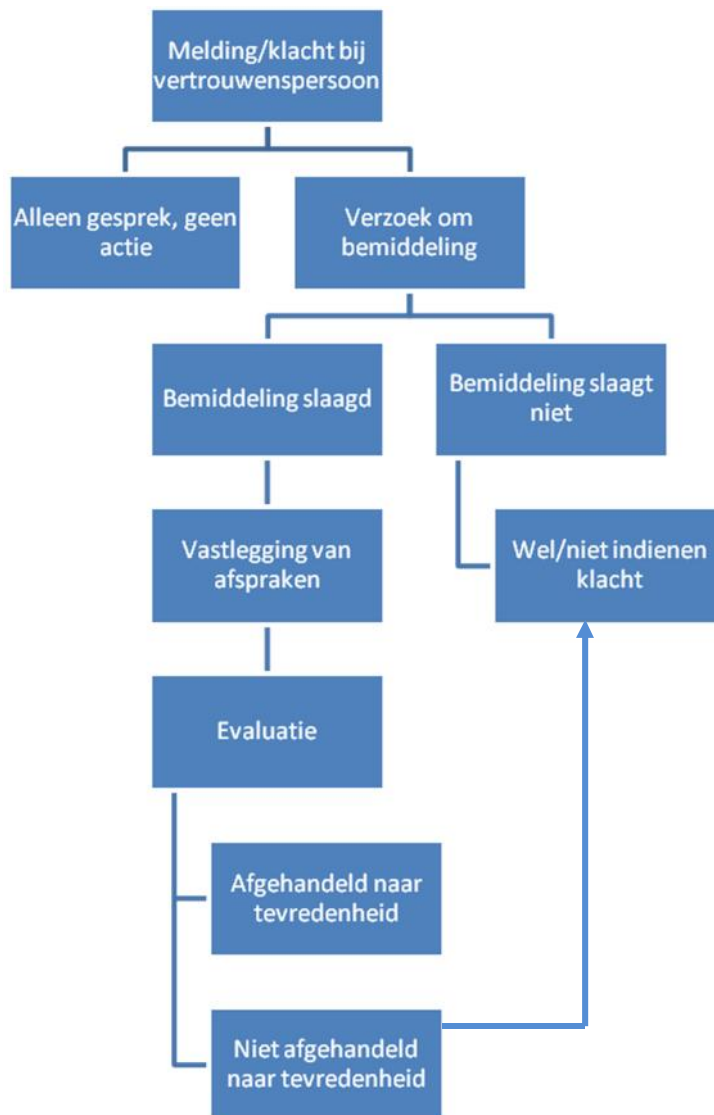 Melding/klacht bij
vertrouwenspersoon
Alleen gesprek, geen
actie
Verzoek om
bemiddeling
Bemiddeling slaagd
Bemiddeling slaagt
niet
Vastlegging van
afspraken
Wel/niet indienen
klacht
Evaluatie
Afgehandeld naar
tevredenheid
Niet afgehandeld
naar tevredenheid